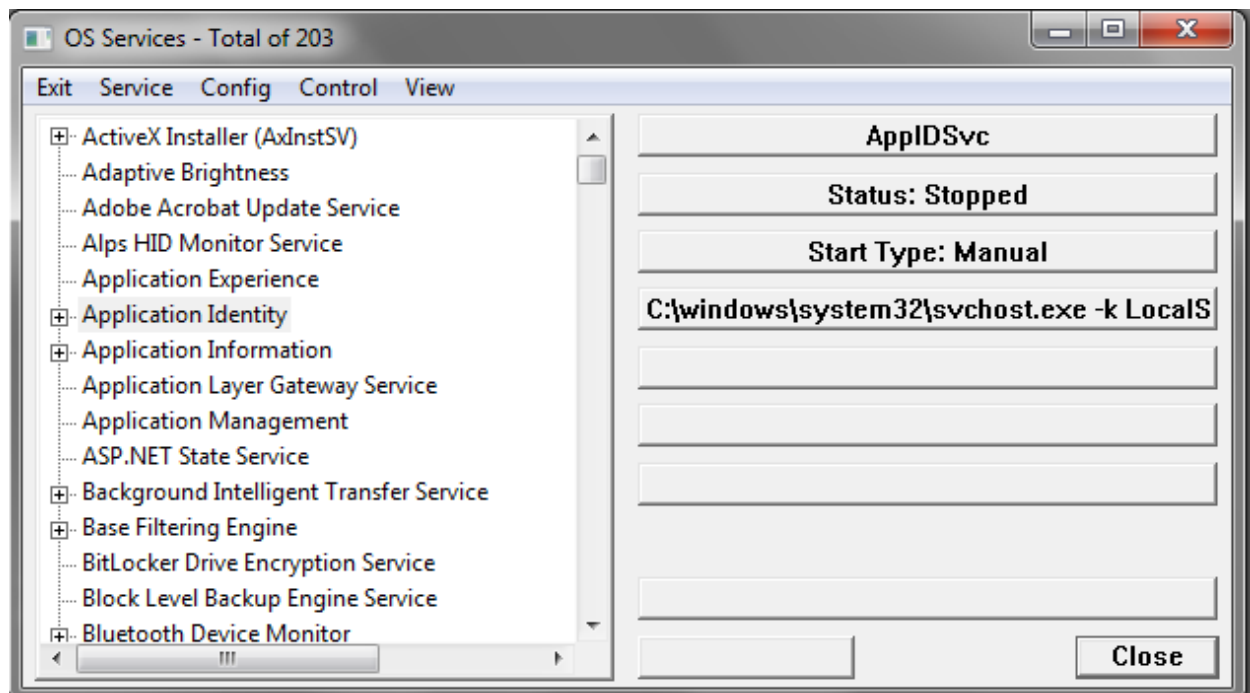 OS Services - Total of 203
Exit Service Config Control View
ActiveX Installer (AxInstSV)
Adaptive Brightness
Adobe Acrobat Update Service
Alps HID Monitor Service
Application Experience
Application Identity
Application Information
Application Layer Gateway Service
Application Management
ASP.NET State Service
Background Intelligent Transfer Service
Base Filtering Engine
BitLocker Drive Encryption Service
Block Level Backup Engine Service
Bluetooth Device Monitor
AppIDSvc
Status: Stopped
Start Type: Manual
C:\windows\system32\svchost.exe -k LocalS
Close